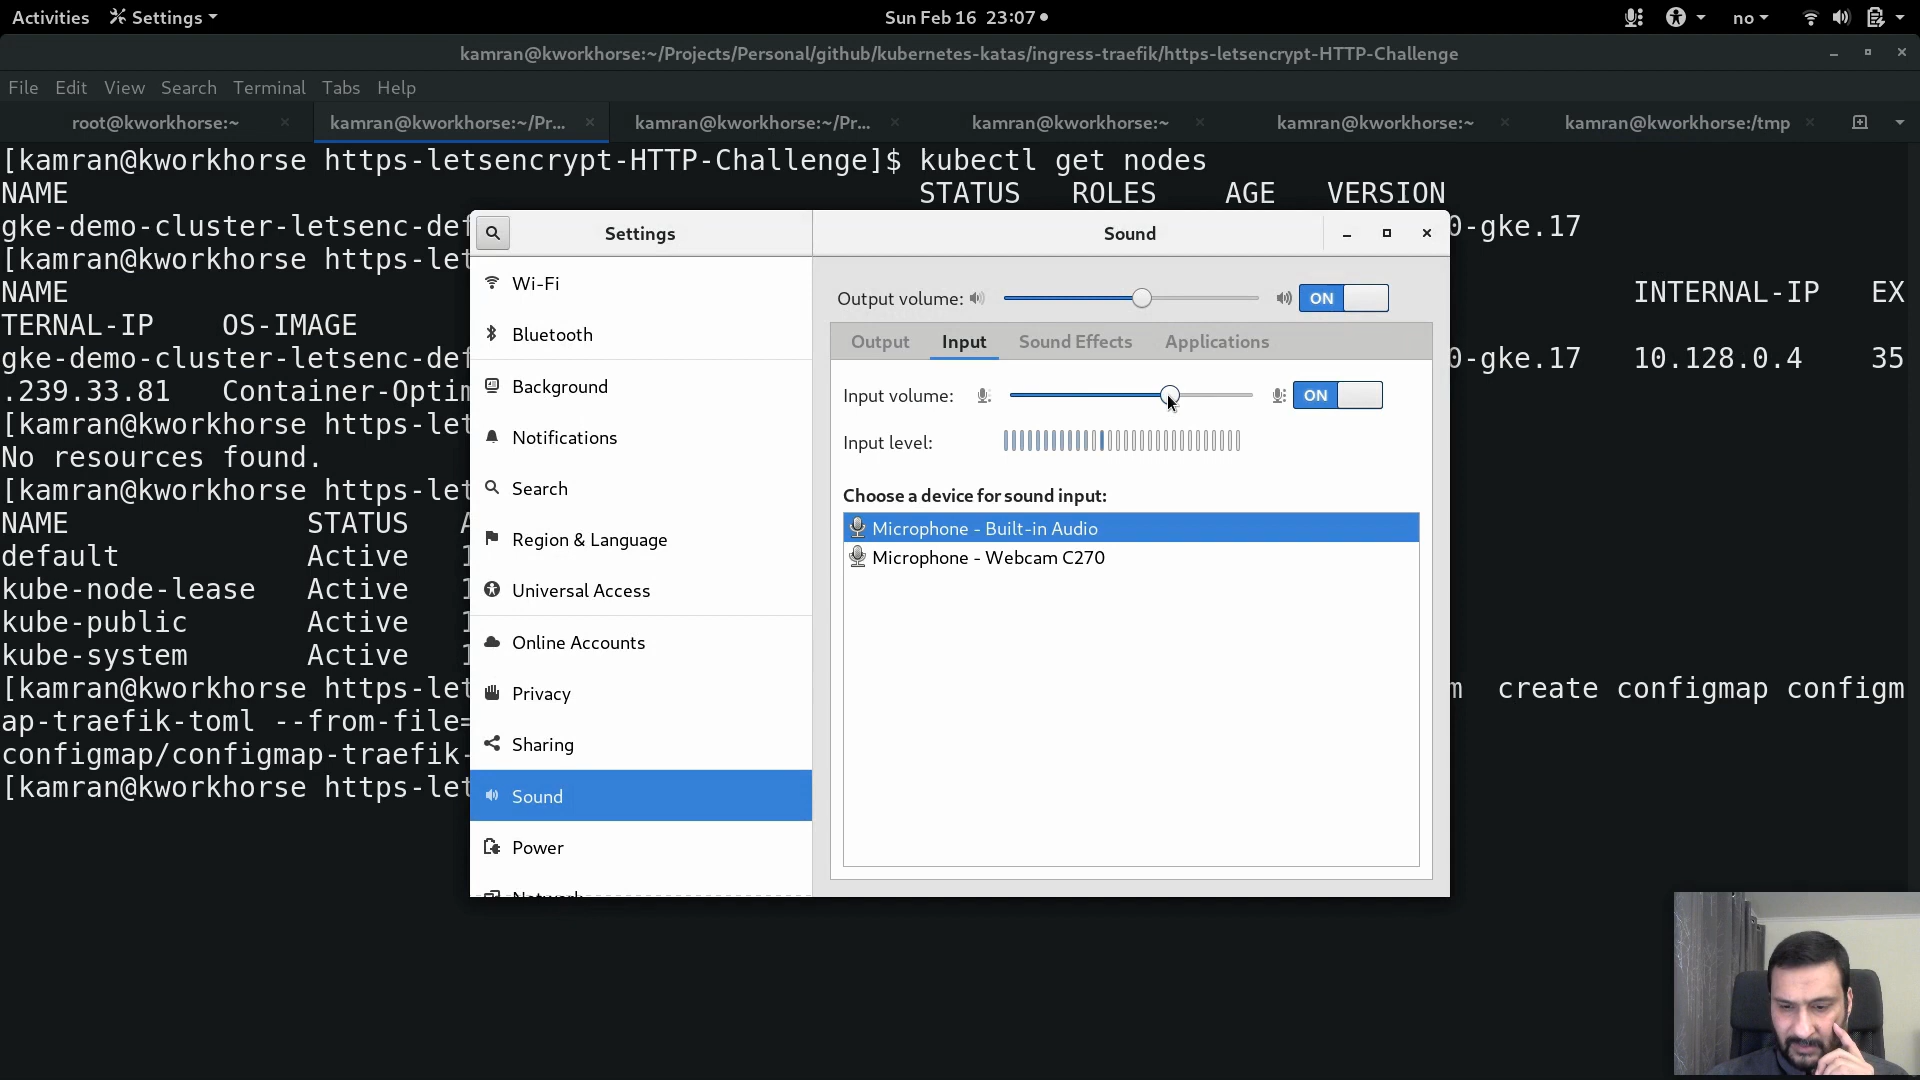 Activities Settings Sun Feb 16 23:07 no
kamran@kworkhorse:~/Projects/Personal/github/kubernetes-katas/ingress-traefik/https-letsencrypt-HTTP-Challenge
File Edit View Search Terminal Tabs Help
root@kworkhorse:~ kamran@kworkhorse:~/Pr... kamran@kworkhorse:~/Pr... kamran@kworkhorse:~ kamran@kworkhorse:~ kamran@kworkhorse:/tmp
[kamran@kworkhorse https-letsencrypt-HTTP-Challenge]$ kubectl get nodes
NAME STATUS ROLES AGE VERSION
gke-demo-cluster-letsenc-def 0-gke.17
[kamran@kworkhorse https-let
NAME INTERNAL-IP EX
TERNAL-IP OS-IMAGE
gke-demo-cluster-letsenc-def 0-gke.17 10.128.0.4 35
.239.33.81 Container-Optim
[kamran@kworkhorse https-let
No resources found.
[kamran@kworkhorse https-let
NAME STATUS A
default Active 1
kube-node-lease Active 1
kube-public Active 1
kube-system Active 1
[kamran@kworkhorse https-let m create configmap configm
ap-traefik-toml --from-file=
configmap/configmap-traefik-
[kamran@kworkhorse https-let
Settings
Wi-Fi
Bluetooth
Background
Notifications
Search
Region & Language
Universal Access
Online Accounts
Privacy
Sharing
Sound
Power
Network
Sound
Output volume: ON
Output Input Sound Effects Applications
Input volume: ON
Input level:
Choose a device for sound input:
Microphone - Built-in Audio
Microphone - Webcam C270